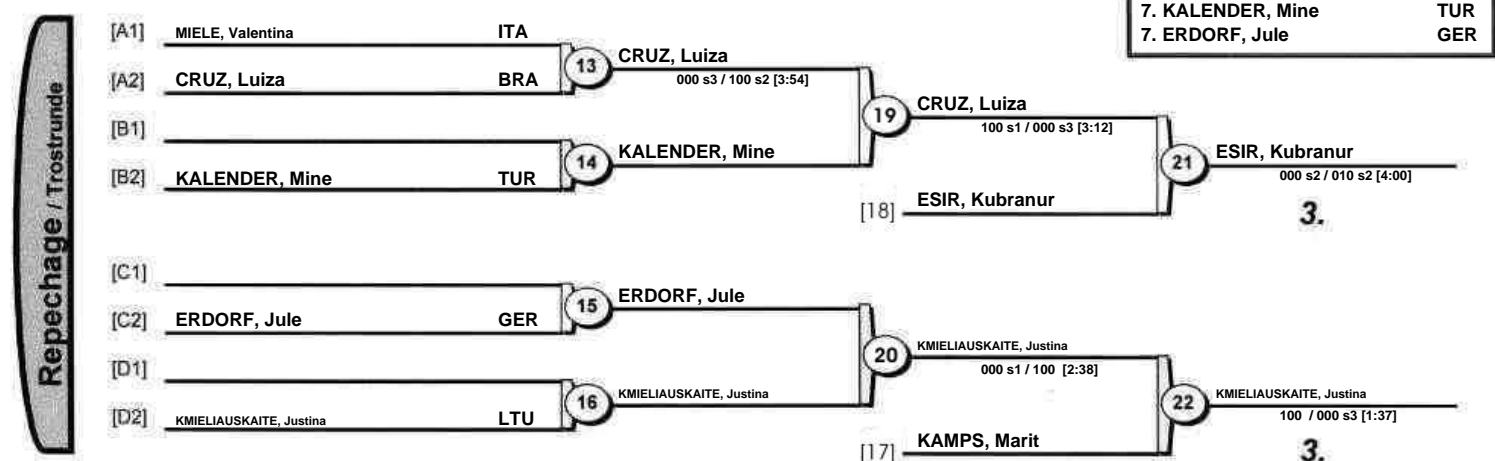 7. KALENDER, Mine TUR
7. ERDORF, Jule GER
Repechage / Trostrunde
[A1] MIELE, Valentina ITA
13 CRUZ, Luiza
000 s3 / 100 s2 [3:54]
[A2] CRUZ, Luiza BRA
19 CRUZ, Luiza
100 s1 / 000 s3 [3:12]
[B1]
14 KALENDER, Mine
[B2] KALENDER, Mine TUR
21 ESIR, Kubranur
000 s2 / 010 s2 [4:00]
[18] ESIR, Kubranur
3.
[C1]
15 ERDORF, Jule
[C2] ERDORF, Jule GER
20 KMIELIAUSKAITE, Justina
000 s1 / 100 [2:38]
[D1]
16 KMIELIAUSKAITE, Justina
[D2] KMIELIAUSKAITE, Justina LTU
22 KMIELIAUSKAITE, Justina
100 / 000 s3 [1:37]
[17] KAMPS, Marit
3.